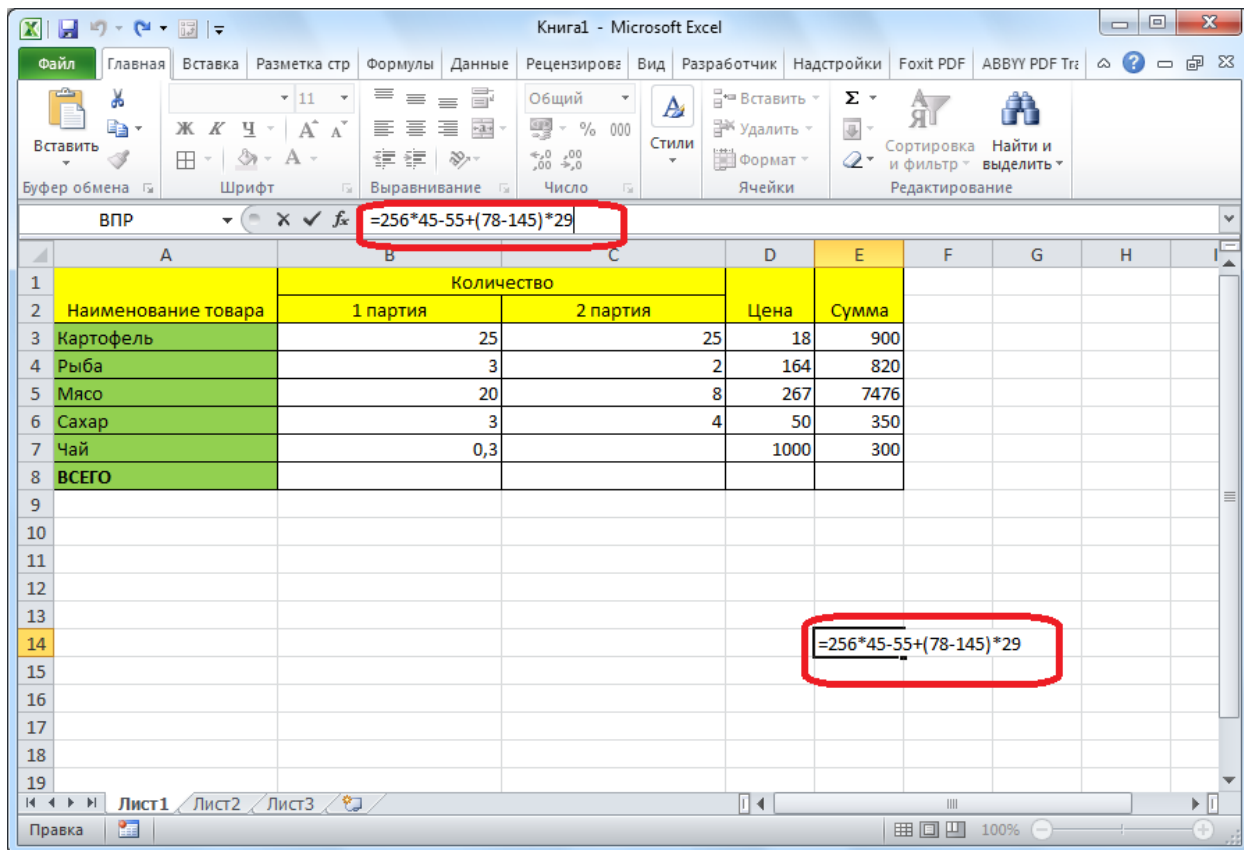 Книга1 - Microsoft Excel
Файл Главная Вставка Разметка стр Формулы Данные Рецензирова Вид Разработчик Надстройки Foxit PDF ABBYY PDF Tra
11 Общий Вставить Σ
Вставить Ж К Ч А А % 000 Стили Удалить Сортировка и фильтр Найти и выделить
А ,00 ,0 Формат
Буфер обмена Шрифт Выравнивание Число Ячейки Редактирование
ВПР fx =256*45-55+(78-145)*29
A B C D E F G H I
1 Количество
2 Наименование товара 1 партия 2 партия Цена Сумма
3 Картофель 25 25 18 900
4 Рыба 3 2 164 820
5 Мясо 20 8 267 7476
6 Сахар 3 4 50 350
7 Чай 0,3 1000 300
8 ВСЕГО
9
10
11
12
13
14 =256*45-55+(78-145)*29
15
16
17
18
19
Лист1 Лист2 Лист3
Правка 100%